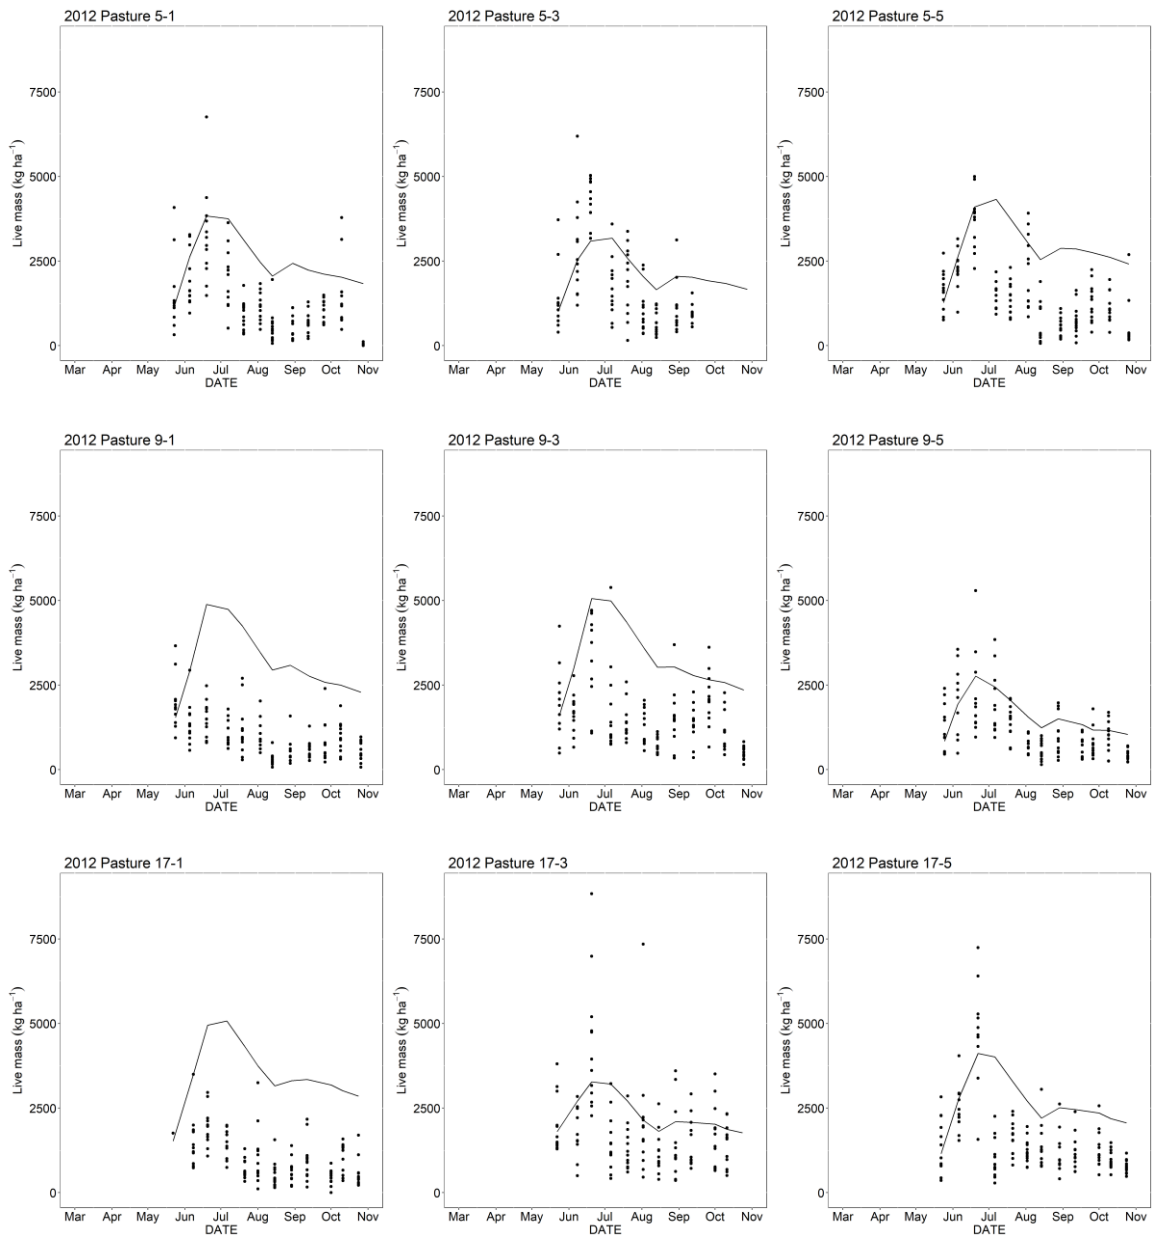 2012 Pasture 5-1
2012 Pasture 5-3
2012 Pasture 5-5
7500
5000
2500
0
Live mass (kg ha⁻¹)
Mar Apr May Jun Jul Aug Sep Oct Nov
DATE
7500
5000
2500
0
Live mass (kg ha⁻¹)
Mar Apr May Jun Jul Aug Sep Oct Nov
DATE
7500
5000
2500
0
Live mass (kg ha⁻¹)
Mar Apr May Jun Jul Aug Sep Oct Nov
DATE
2012 Pasture 9-1
2012 Pasture 9-3
2012 Pasture 9-5
7500
5000
2500
0
Live mass (kg ha⁻¹)
Mar Apr May Jun Jul Aug Sep Oct Nov
DATE
7500
5000
2500
0
Live mass (kg ha⁻¹)
Mar Apr May Jun Jul Aug Sep Oct Nov
DATE
7500
5000
2500
0
Live mass (kg ha⁻¹)
Mar Apr May Jun Jul Aug Sep Oct Nov
DATE
2012 Pasture 17-1
2012 Pasture 17-3
2012 Pasture 17-5
7500
5000
2500
0
Live mass (kg ha⁻¹)
Mar Apr May Jun Jul Aug Sep Oct Nov
DATE
7500
5000
2500
0
Live mass (kg ha⁻¹)
Mar Apr May Jun Jul Aug Sep Oct Nov
DATE
7500
5000
2500
0
Live mass (kg ha⁻¹)
Mar Apr May Jun Jul Aug Sep Oct Nov
DATE